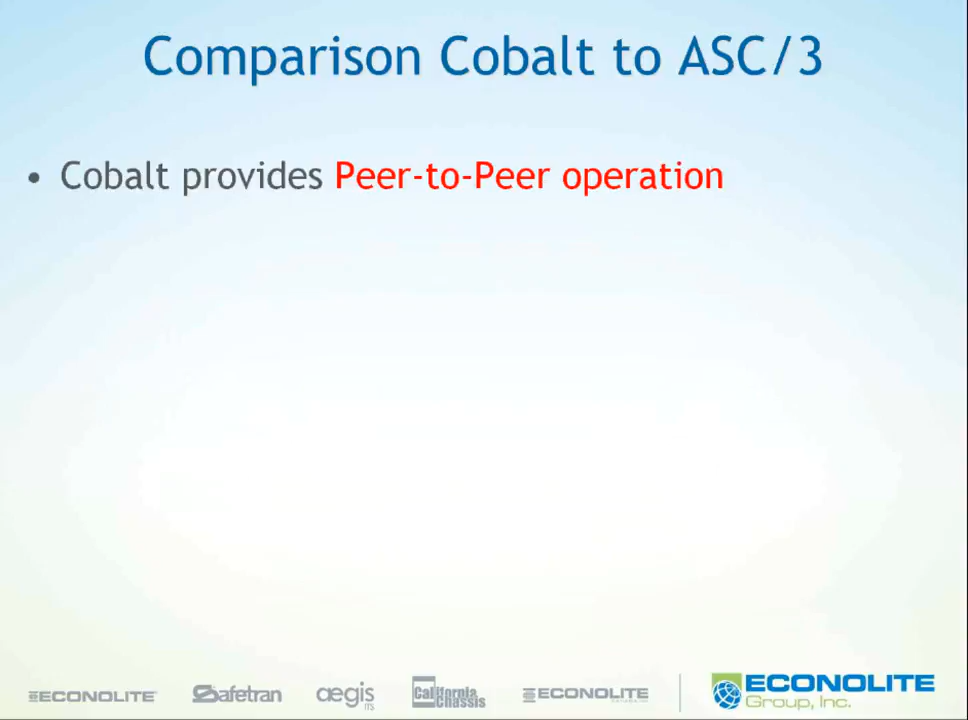 Comparison Cobalt to ASC/3
• Cobalt provides Peer-to-Peer operation
ECONOLITE
Safetran
aegis
ITS
California
Chassis
ECONOLITE
ECONOLITE
Group, Inc.